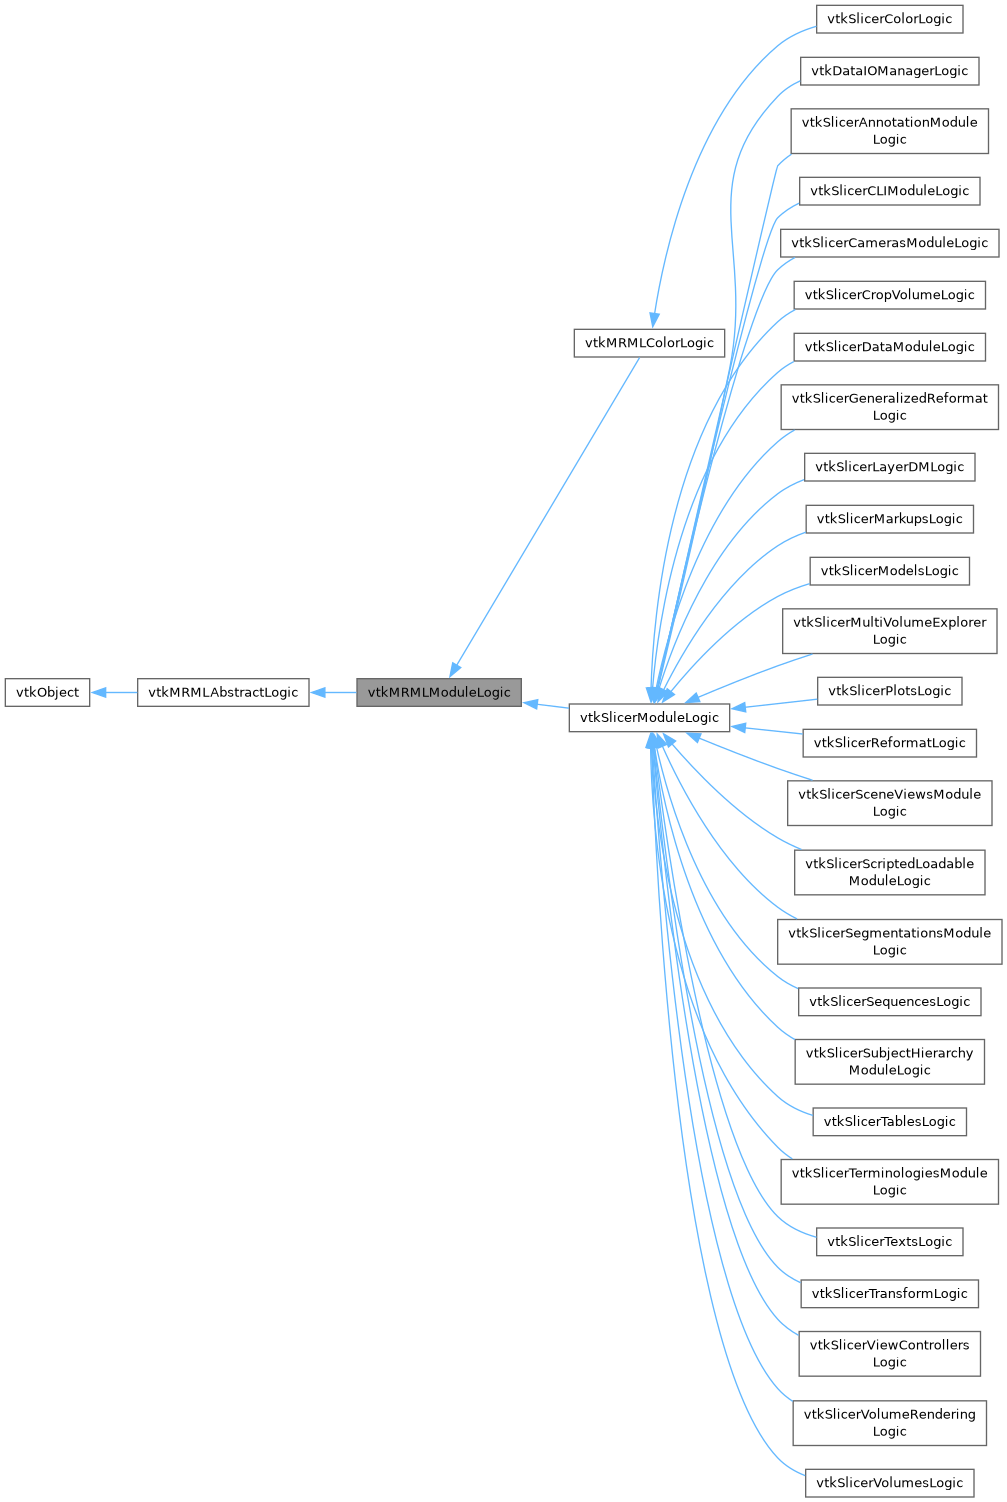 vtkSlicerColorLogic
vtkDataIOManagerLogic
vtkSlicerAnnotationModule
Logic
vtkSlicerCLIModuleLogic
vtkSlicerCamerasModuleLogic
vtkSlicerCropVolumeLogic
vtkMRMLColorLogic
vtkSlicerDataModuleLogic
vtkSlicerGeneralizedReformat
Logic
vtkSlicerLayerDMLogic
vtkSlicerMarkupsLogic
vtkSlicerModelsLogic
vtkSlicerMultiVolumeExplorer
Logic
vtkObject
vtkMRMLAbstractLogic
vtkMRMLModuleLogic
vtkSlicerPlotsLogic
vtkSlicerModuleLogic
vtkSlicerReformatLogic
vtkSlicerSceneViewsModule
Logic
vtkSlicerScriptedLoadable
ModuleLogic
vtkSlicerSegmentationsModule
Logic
vtkSlicerSequencesLogic
vtkSlicerSubjectHierarchy
ModuleLogic
vtkSlicerTablesLogic
vtkSlicerTerminologiesModule
Logic
vtkSlicerTextsLogic
vtkSlicerTransformLogic
vtkSlicerViewControllers
Logic
vtkSlicerVolumeRendering
Logic
vtkSlicerVolumesLogic